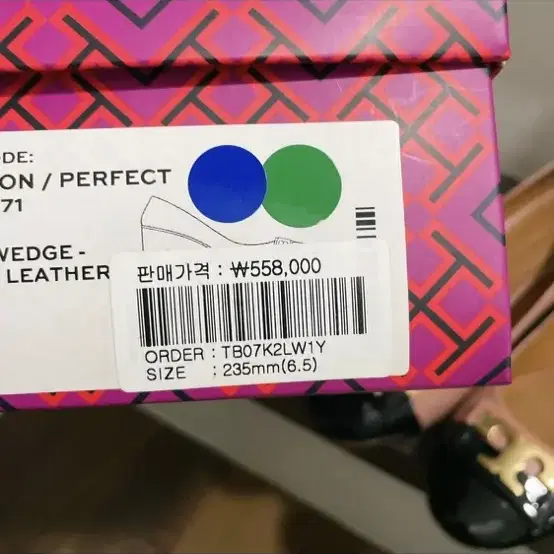 ODE:
ON / PERFECT
71
WEDGE -
LEATHER
판매가격 : ₩558,000
ORDER : TB07K2LW1Y
SIZE : 235mm(6.5)